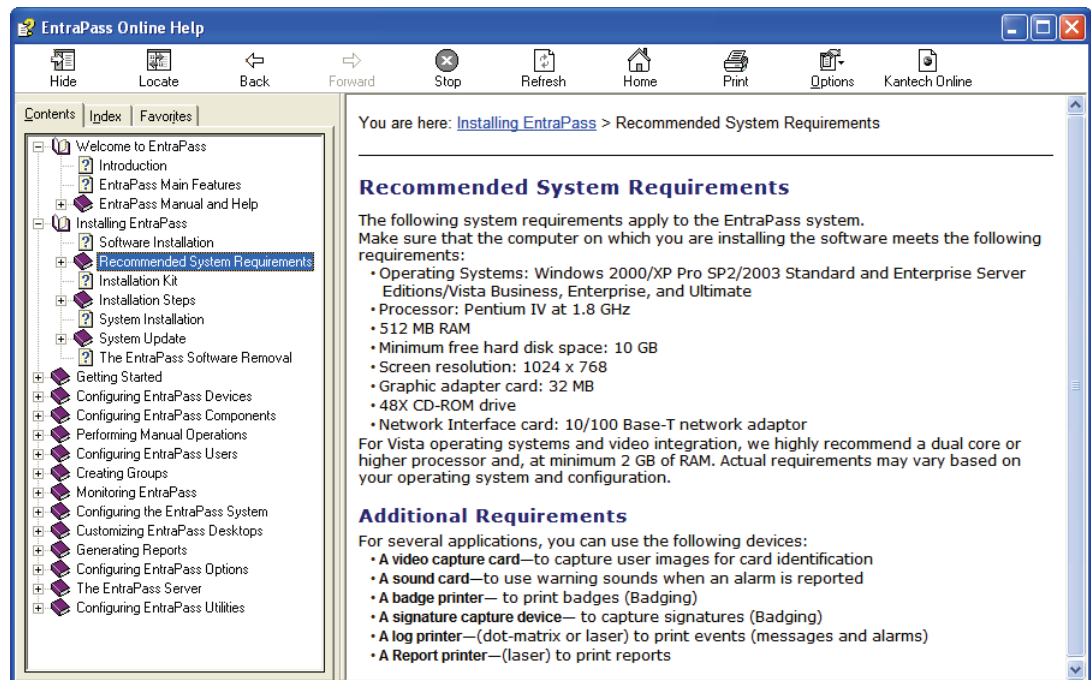 EntraPass Online Help
Hide Locate Back Forward Stop Refresh Home Print Options Kantech Online
Contents Index Favorites
Welcome to EntraPass
Introduction
EntraPass Main Features
EntraPass Manual and Help
Installing EntraPass
Software Installation
Recommended System Requirements
Installation Kit
Installation Steps
System Installation
System Update
The EntraPass Software Removal
Getting Started
Configuring EntraPass Devices
Configuring EntraPass Components
Performing Manual Operations
Configuring EntraPass Users
Creating Groups
Monitoring EntraPass
Configuring the EntraPass System
Customizing EntraPass Desktops
Generating Reports
Configuring EntraPass Options
The EntraPass Server
Configuring EntraPass Utilities
You are here: Installing EntraPass > Recommended System Requirements
Recommended System Requirements
The following system requirements apply to the EntraPass system.
Make sure that the computer on which you are installing the software meets the following
requirements:
• Operating Systems: Windows 2000/XP Pro SP2/2003 Standard and Enterprise Server
Editions/Vista Business, Enterprise, and Ultimate
• Processor: Pentium IV at 1.8 GHz
• 512 MB RAM
• Minimum free hard disk space: 10 GB
• Screen resolution: 1024 x 768
• Graphic adapter card: 32 MB
• 48X CD-ROM drive
• Network Interface card: 10/100 Base-T network adaptor
For Vista operating systems and video integration, we highly recommend a dual core or
higher processor and, at minimum 2 GB of RAM. Actual requirements may vary based on
your operating system and configuration.
Additional Requirements
For several applications, you can use the following devices:
• A video capture card—to capture user images for card identification
• A sound card—to use warning sounds when an alarm is reported
• A badge printer— to print badges (Badging)
• A signature capture device— to capture signatures (Badging)
• A log printer—(dot-matrix or laser) to print events (messages and alarms)
• A Report printer—(laser) to print reports